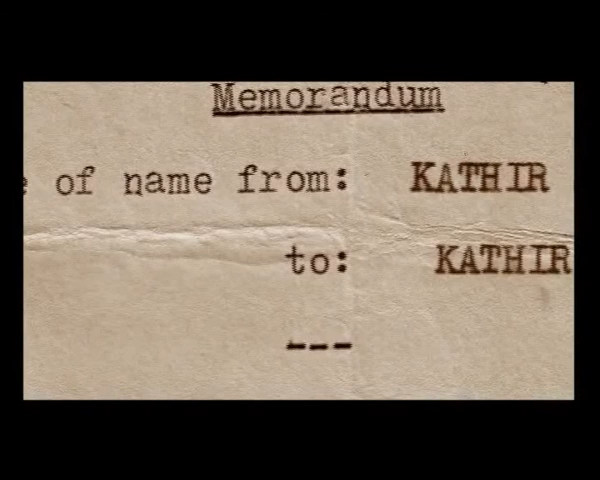 Memorandum
of name from: KATHIR
to: KATHIR
---